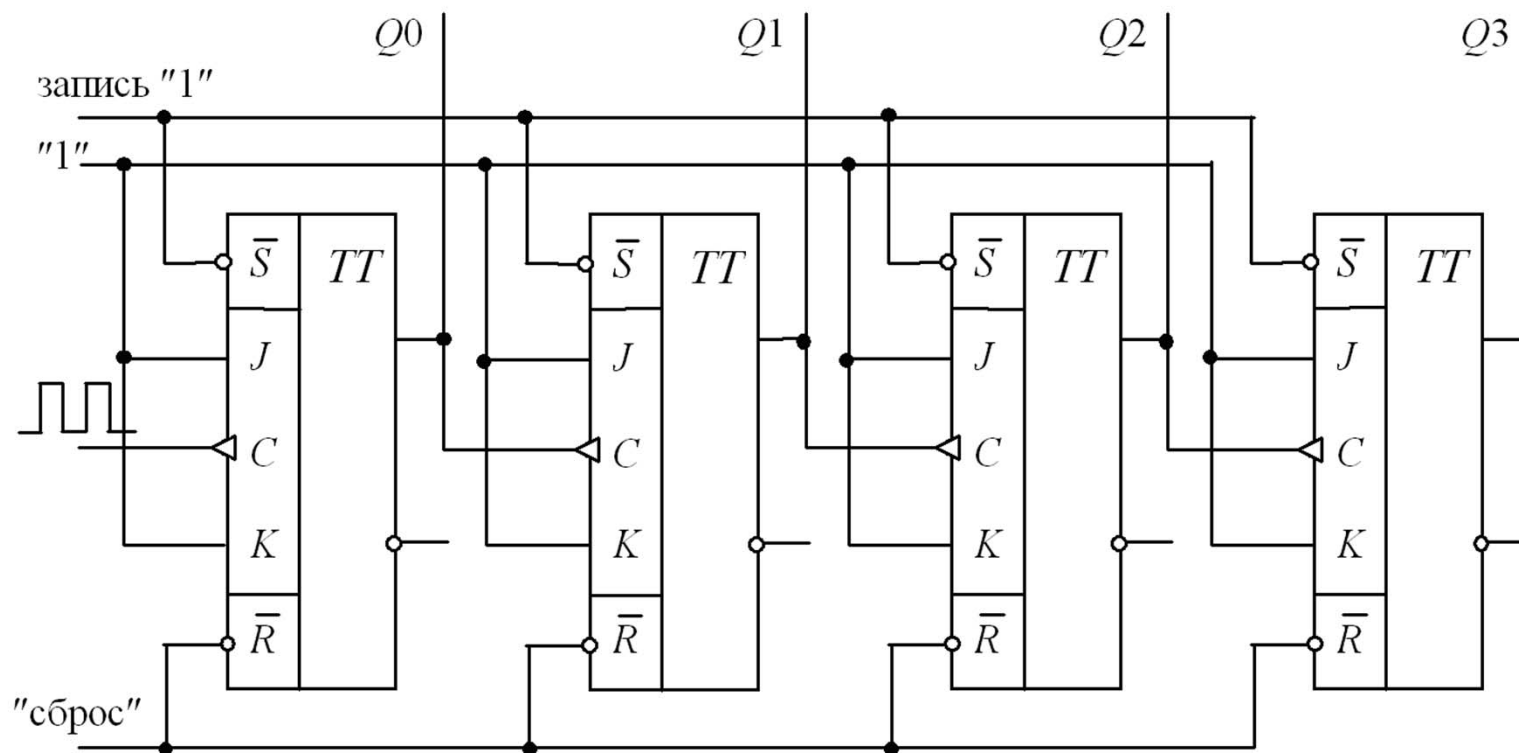 Q0 Q1 Q2 Q3
запись "1"
"1"
S̅ TT S̅ TT S̅ TT S̅ TT
J J J J
C C C C
K K K K
R̅ R̅ R̅ R̅
"сброс"